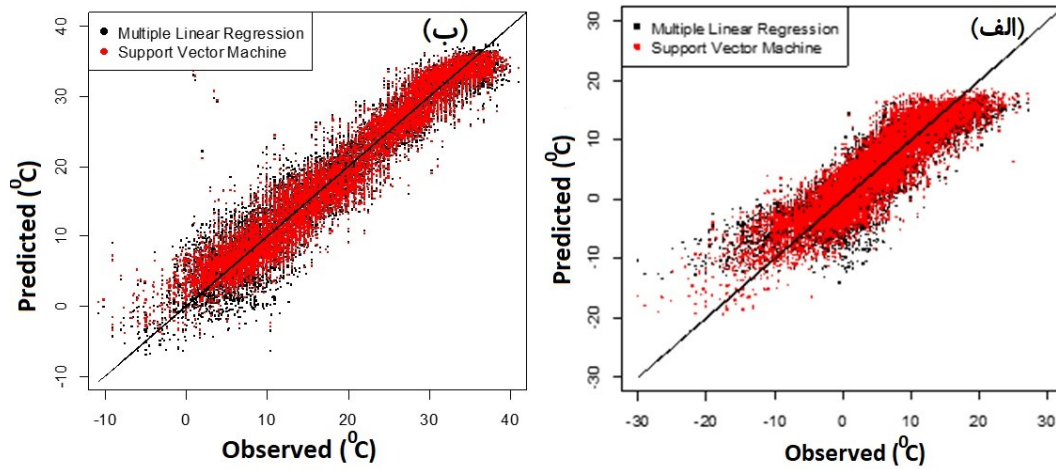 (ب)
Multiple Linear Regression
Support Vector Machine
Predicted (⁰C)
40
30
20
10
0
-10
-10 0 10 20 30 40
Observed (⁰C)
(الف)
Multiple Linear Regression
Support Vector Machine
Predicted (⁰C)
30
20
10
0
-10
-20
-30
-30 -20 -10 0 10 20 30
Observed (⁰C)